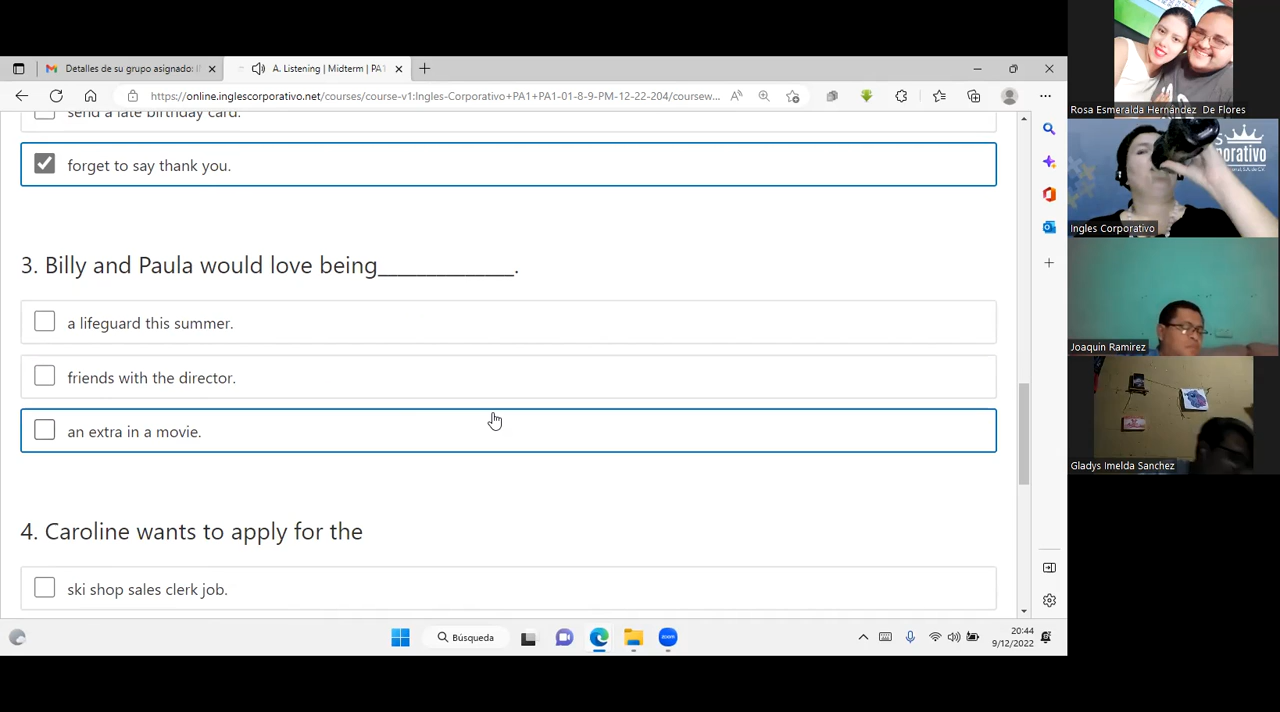 Detalles de su grupo asignado: I
A. Listening | Midterm | PA1
https://online.inglescorporativo.net/courses/course-v1:Ingles-Corporativo+PA1+PA1-01-8-9-PM-12-22-204/coursew...
send a late birthday card.
forget to say thank you.
3. Billy and Paula would love being______________.
a lifeguard this summer.
friends with the director.
an extra in a movie.
4. Caroline wants to apply for the
ski shop sales clerk job.
Búsqueda
zoom
20:44
9/12/2022
Rosa Esmeralda Hernández De Flores
S
porativo
Ingles Corporativo
Joaquin Ramirez
Gladys Imelda Sanchez